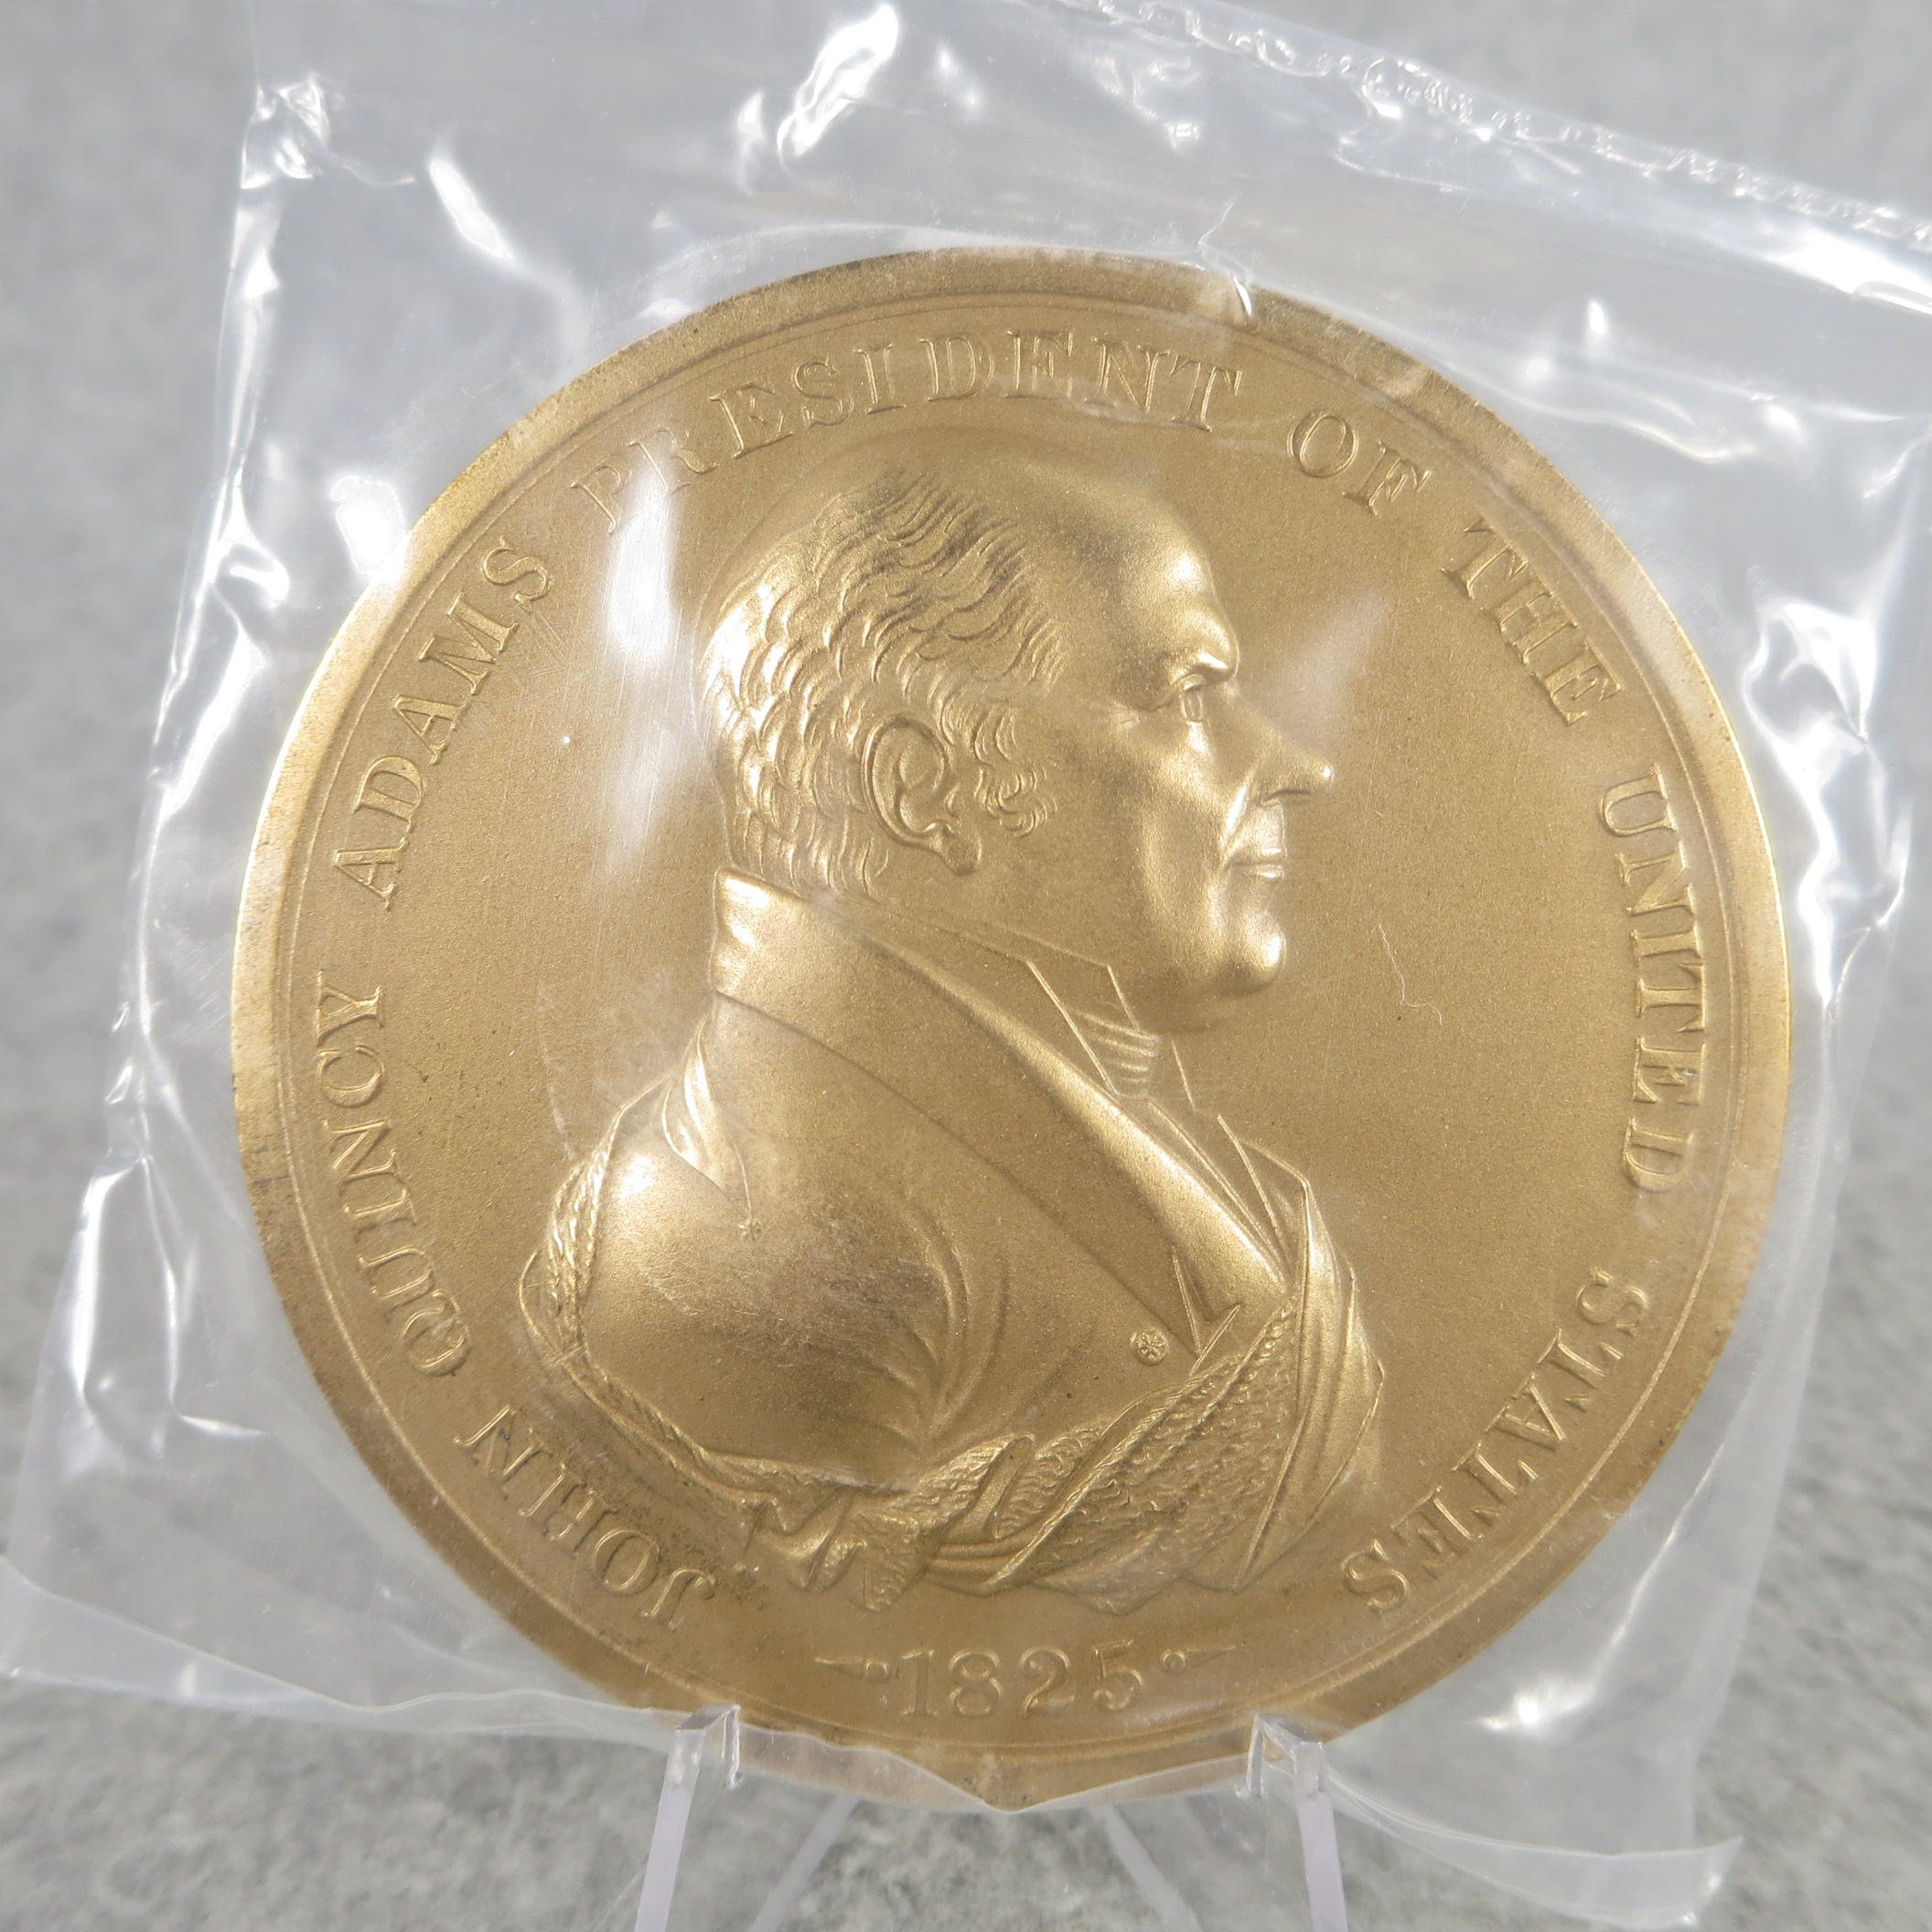 JOHN QUINCY ADAMS PRESIDENT OF THE UNITED STATES
1825